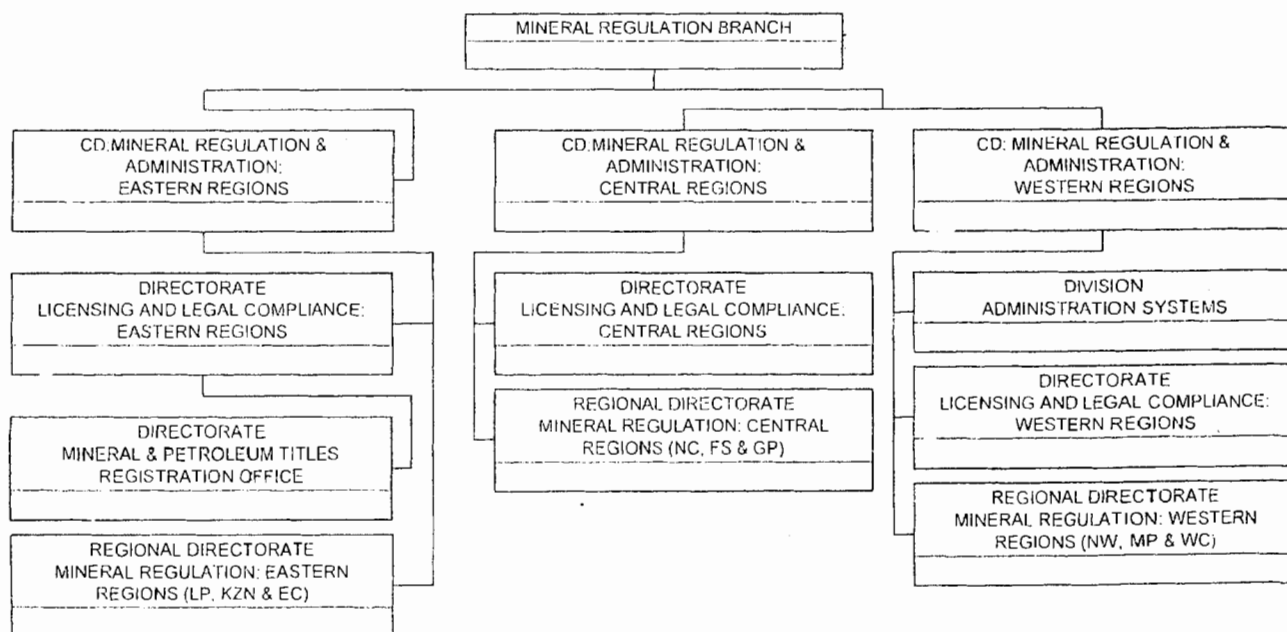 MINERAL REGULATION BRANCH
CD:MINERAL REGULATION &
ADMINISTRATION:
EASTERN REGIONS
DIRECTORATE
LICENSING AND LEGAL COMPLIANCE:
EASTERN REGIONS
DIRECTORATE
MINERAL & PETROLEUM TITLES
REGISTRATION OFFICE
REGIONAL DIRECTORATE
MINERAL REGULATION: EASTERN
REGIONS (LP, KZN & EC)
CD:MINERAL REGULATION &
ADMINISTRATION:
CENTRAL REGIONS
DIRECTORATE
LICENSING AND LEGAL COMPLIANCE:
CENTRAL REGIONS
REGIONAL DIRECTORATE
MINERAL REGULATION: CENTRAL
REGIONS (NC, FS & GP)
CD: MINERAL REGULATION &
ADMINISTRATION:
WESTERN REGIONS
DIVISION
ADMINISTRATION SYSTEMS
DIRECTORATE
LICENSING AND LEGAL COMPLIANCE:
WESTERN REGIONS
REGIONAL DIRECTORATE
MINERAL REGULATION: WESTERN
REGIONS (NW, MP & WC)